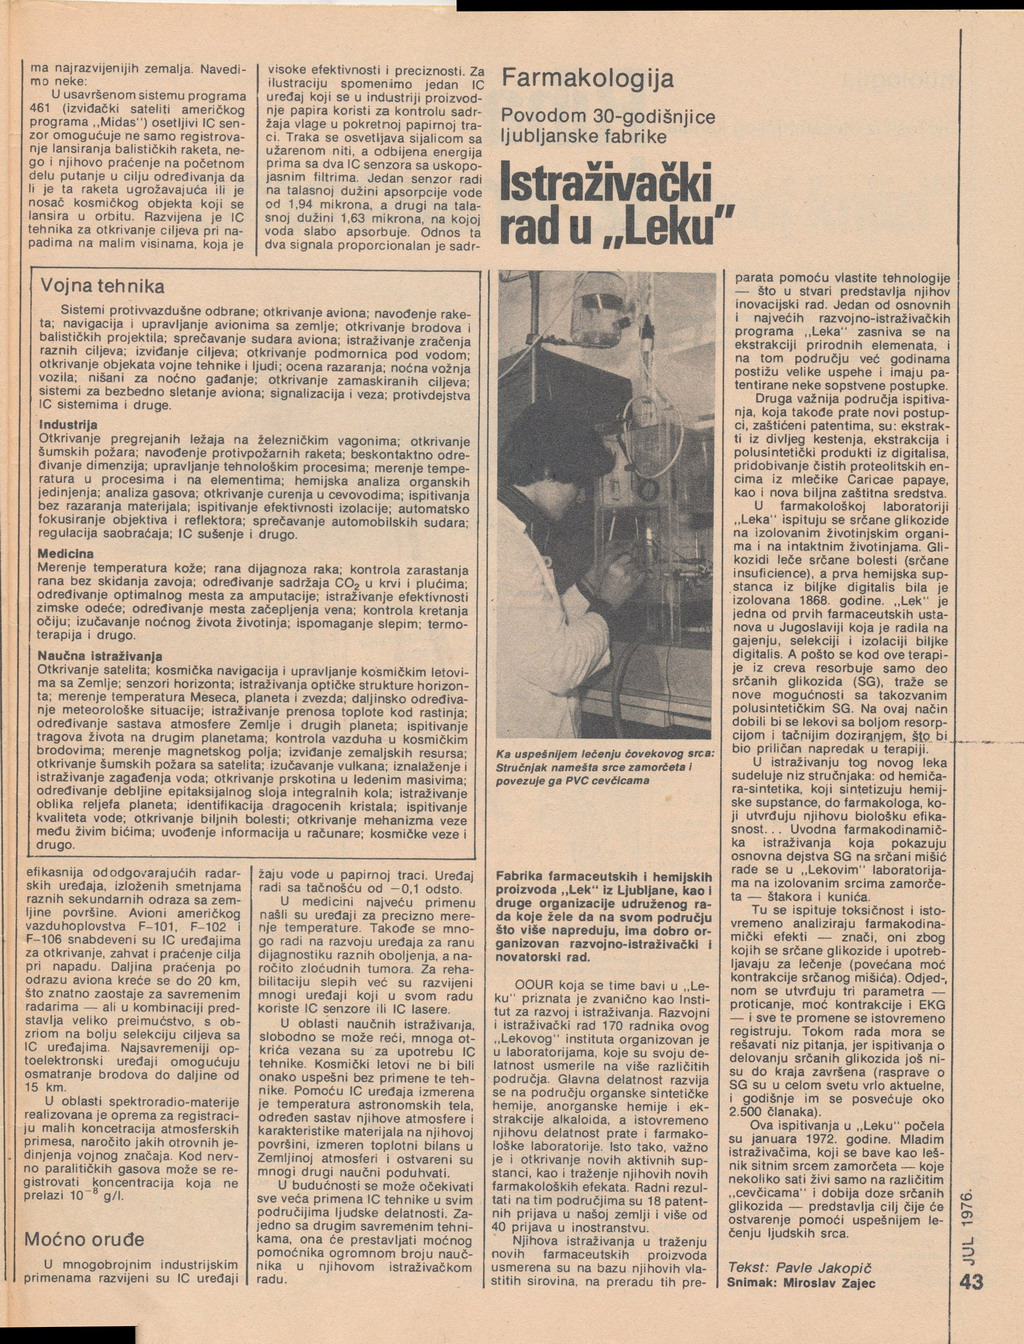 ma najrazvijenijih zemalja. Navedi-
mo neke:
U usavršenom sistemu programa
461 (izviđački sateliti američkog
programa „Midas") osetljivi IC sen-
zor omogućuje ne samo registrova-
nje lansiranja balističkih raketa, ne-
go i njihovo praćenje na početnom
delu putanje u cilju određivanja da
li je ta raketa ugrožavajuća ili je
nosač kosmičkog objekta koji se
lansira u orbitu. Razvijena je IC
tehnika za otkrivanje ciljeva pri na-
padima na malim visinama, koja je
visoke efektivnosti i preciznosti. Za
ilustraciju spomenimo jedan IC
uređaj koji se u industriji proizvod-
nje papira koristi za kontrolu sadr-
žaja vlage u pokretnoj papirnoj tra-
ci. Traka se osvetljava sijalicom sa
užarenom niti, a odbijena energija
prima sa dva IC senzora sa uskopo-
jasnim filtrima. Jedan senzor radi
na talasnoj dužini apsorpcije vode
od 1,94 mikrona, a drugi na tala-
snoj dužini 1,63 mikrona, na kojoj
voda slabo apsorbuje. Odnos ta
dva signala proporcionalan je sadr-
Vojna tehnika
Sistemi protivvazdušne odbrane; otkrivanje aviona; navođenje rake-
ta; navigacija i upravljanje avionima sa zemlje; otkrivanje brodova i
balističkih projektila; sprečavanje sudara aviona; istraživanje zračenja
raznih ciljeva; izviđanje ciljeva; otkrivanje podmornica pod vodom;
otkrivanje objekata vojne tehnike i ljudi; ocena razaranja; noćna vožnja
vozila; nišani za noćno gađanje; otkrivanje zamaskiranih ciljeva;
sistemi za bezbedno sletanje aviona; signalizacija i veza; protivdejstva
IC sistemima i druge.
Industrija
Otkrivanje pregrejanih ležaja na železničkim vagonima; otkrivanje
šumskih požara; navođenje protivpožarnih raketa; beskontaktno odre-
đivanje dimenzija; upravljanje tehnološkim procesima; merenje tempe-
ratura u procesima i na elementima; hemijska analiza organskih
jedinjenja; analiza gasova; otkrivanje curenja u cevovodima; ispitivanja
bez razaranja materijala; ispitivanje efektivnosti izolacije; automatsko
fokusiranje objektiva i reflektora; sprečavanje automobilskih sudara;
regulacija saobraćaja; IC sušenje i drugo.
Medicina
Merenje temperatura kože; rana dijagnoza raka; kontrola zarastanja
rana bez skidanja zavoja; određivanje sadržaja CO₂ u krvi i plućima;
određivanje optimalnog mesta za amputacije; istraživanje efektivnosti
zimske odeće; određivanje mesta začepljenja vena; kontrola kretanja
očiju; izučavanje noćnog života životinja; ispomaganje slepim; termo-
terapija i drugo.
Naučna istraživanja
Otkrivanje satelita; kosmička navigacija i upravljanje kosmičkim letovi-
ma sa Zemlje; senzori horizonta; istraživanja optičke strukture horizon-
ta; merenje temperatura Meseca, planeta i zvezda; daljinsko određiva-
nje meteorološke situacije; istraživanje prenosa toplote kod rastinja;
određivanje sastava atmosfere Zemlje i drugih planeta; ispitivanje
tragova života na drugim planetama; kontrola vazduha u kosmičkim
brodovima; merenje magnetskog polja; izviđanje zemaljskih resursa;
otkrivanje šumskih požara sa satelita; izučavanje vulkana; iznalaženje i
istraživanje zagađenja voda; otkrivanje prskotina u ledenim masivima;
određivanje debljine epitaksijalnog sloja integralnih kola; istraživanje
oblika reljefa planeta; identifikacija dragocenih kristala; ispitivanje
kvaliteta vode; otkrivanje biljnih bolesti; otkrivanje mehanizma veze
među živim bićima; uvođenje informacija u računare; kosmičke veze i
drugo.
efikasnija od odgovarajućih radar-
skih uređaja, izloženih smetnjama
raznih sekundarnih odraza sa zem-
ljine površine. Avioni američkog
vazduhoplovstva F-101, F-102 i
F-106 snabdeveni su IC uređajima
za otkrivanje, zahvat i praćenje cilja
pri napadu. Daljina praćenja po
odrazu aviona kreće se do 20 km,
što znatno zaostaje za savremenim
radarima — ali u kombinaciji pred-
stavlja veliko preimućstvo, s ob-
zriom na bolju selekciju ciljeva sa
IC uređajima. Najsavremeniji op-
toelektronski uređaji omogućuju
osmatranje brodova do daljine od
15 km.
U oblasti spektroradio-materije
realizovana je oprema za registraci-
ju malih koncetracija atmosferskih
primesa, naročito jakih otrovnih je-
dinjenja vojnog značaja. Kod nerv-
no paralitičkih gasova može se re-
gistrovati koncentracija koja ne
prelazi 10⁻⁸ g/l.
Moćno oruđe
U mnogobrojnim industrijskim
primenama razvijeni su IC uređaji
žaju vode u papirnoj traci. Uređaj
radi sa tačnošću od −0,1 odsto.
U medicini najveću primenu
našli su uređaji za precizno mere-
nje temperature. Takođe se mno-
go radi na razvoju uređaja za ranu
dijagnostiku raznih oboljenja, a na-
ročito zloćudnih tumora. Za reha-
bilitaciju slepih već su razvijeni
mnogi uređaji koji u svom radu
koriste IC senzore ili IC lasere.
U oblasti naučnih istraživanja,
slobodno se može reći, mnoga ot-
krića vezana su za upotrebu IC
tehnike. Kosmički letovi ne bi bili
onako uspešni bez primene te teh-
nike. Pomoću IC uređaja izmerena
je temperatura astronomskih tela,
određen sastav njihove atmosfere i
karakteristike materijala na njihovoj
površini, izmeren toplotni bilans u
Zemljinoj atmosferi i ostvareni su
mnogi drugi naučni poduhvati.
U budućnosti se može očekivati
sve veća primena IC tehnike u svim
područijima ljudske delatnosti. Za-
jedno sa drugim savremenim tehni-
kama, ona će prestavljati moćnog
pomoćnika ogromnom broju nauč-
nika u njihovom istraživačkom
radu.
Farmakologija
Povodom 30-godišnjice
ljubljanske fabrike
Istraživački
rad u „Leku"
Ka uspešnijem lečenju čovekovog srca:
Stručnjak namešta srce zamorčeta i
povezuje ga PVC cevčicama
Fabrika farmaceutskih i hemijskih
proizvoda „Lek" iz Ljubljane, kao i
druge organizacije udruženog ra-
da koje žele da na svom području
što više napreduju, ima dobro or-
ganizovan razvojno-istraživački i
novatorski rad.
OOUR koja se time bavi u „Le-
ku" priznata je zvanično kao Insti-
tut za razvoj i istraživanja. Razvojni
i istraživački rad 170 radnika ovog
„Lekovog" instituta organizovan je
u laboratorijama, koje su svoju de-
latnost usmerile na više različitih
područja. Glavna delatnost razvija
se na području organske sintetičke
hemije, anorganske hemije i ek-
strakcije alkaloida, a istovremeno
njihovu delatnost prate i farmako-
loške laboratorije. Isto tako, važno
je i otkrivanje novih aktivnih sup-
stanci, kao i traženje njihovih novih
farmakoloških efekata. Radni rezul-
tati na tim područjima su 18 patent-
nih prijava u našoj zemlji i više od
40 prijava u inostranstvu.
Njihova istraživanja u traženju
novih farmaceutskih proizvoda
usmerena su na bazu njihovih vla-
stitih sirovina, na preradu tih pre-
parata pomoću vlastite tehnologije
— što u stvari predstavlja njihov
inovacijski rad. Jedan od osnovnih
i najvećih razvojno-istraživačkih
programa „Leka" zasniva se na
ekstrakciji prirodnih elemenata, i
na tom području već godinama
postižu velike uspehe i imaju pa-
tentirane neke sopstvene postupke.
Druga važnija područja ispitiva-
nja, koja takođe prate novi postup-
ci, zaštićeni patentima, su: ekstrak-
ti iz divljeg kestenja, ekstrakcija i
polusintetički produkti iz digitalisa,
pridobivanje čistih proteolitskih en-
cima iz mlečike Caricae papaye,
kao i nova biljna zaštitna sredstva.
U farmakološkoj laboratoriji
„Leka" ispituju se srčane glikozide
na izolovanim životinjskim organi-
ma i na intaktnim životinjama. Gli-
kozidi leče srčane bolesti (srčane
insuficience), a prva hemijska sup-
stanca iz biljke digitalis bila je
izolovana 1868. godine. „Lek" je
jedna od prvih farmaceutskih usta-
nova u Jugoslaviji koja je radila na
gajenju, selekciji i izolaciji biljke
digitalis. A pošto se kod ove terapi-
je iz creva resorbuje samo deo
srčanih glikozida (SG), traže se
nove mogućnosti sa takozvanim
polusintetičkim SG. Na ovaj način
dobili bi se lekovi sa boljom resorp-
cijom i tačnijim doziranjem, što bi
bio priličan napredak u terapiji.
U istraživanju tog novog leka
sudeluje niz stručnjaka: od hemiča-
ra-sintetika, koji sintetizuju hemij-
ske supstance, do farmakologa, ko-
ji utvrđuju njihovu biološku efika-
snost... Uvodna farmakodinamič-
ka istraživanja koja pokazuju
osnovna dejstva SG na srčani mišić
rade se u „Lekovim" laboratorija-
ma na izolovanim srcima zamorče-
ta — štakora i kunića.
Tu se ispituje toksičnost i isto-
vremeno analiziraju farmakodina-
mički efekti — znači, oni zbog
kojih se srčane glikozide i upotreb-
ljavaju za lečenje (povećana moć
kontrakcije srčanog mišića). Odjed-
nom se utvrđuju tri parametra —
proticanje, moć kontrakcije i EKG
— i sve te promene se istovremeno
registruju. Tokom rada mora se
rešavati niz pitanja, jer ispitivanja o
delovanju srčanih glikozida još ni-
su do kraja završena (rasprave o
SG su u celom svetu vrlo aktuelne,
i godišnje im se posvećuje oko
2.500 članaka).
Ova ispitivanja u „Leku" počela
su januara 1972. godine. Mladim
istraživačima, koji se bave kao leš-
nik sitnim srcem zamorčeta — koje
nekoliko sati živi samo na različitim
„cevčicama" i dobija doze srčanih
glikozida — predstavlja cilj čije će
ostvarenje pomoći uspešnijem le-
čenju ljudskih srca.
Tekst: Pavle Jakopič
Snimak: Miroslav Zajec
JUL 1976.
43